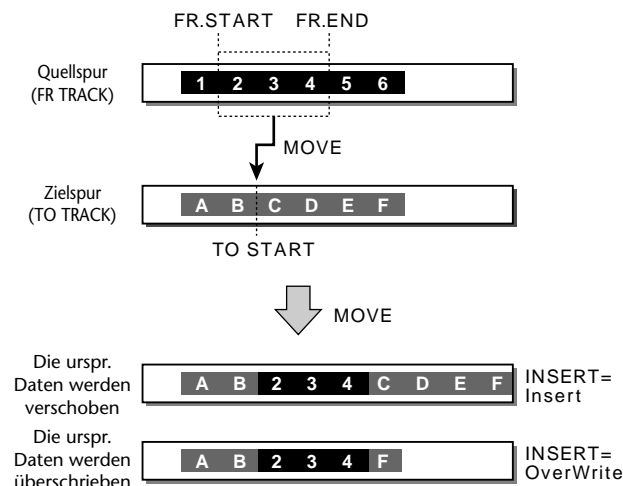 FR.START FR.END
Quellspur
(FR TRACK)
1 2 3 4 5 6
MOVE
Zielspur
(TO TRACK)
A B C D E F
TO START
MOVE
Die urspr.
Daten werden
verschoben
A B 2 3 4 C D E F
INSERT=
Insert
Die urspr.
Daten werden
überschrieben
A B 2 3 4 F
INSERT=
OverWrite